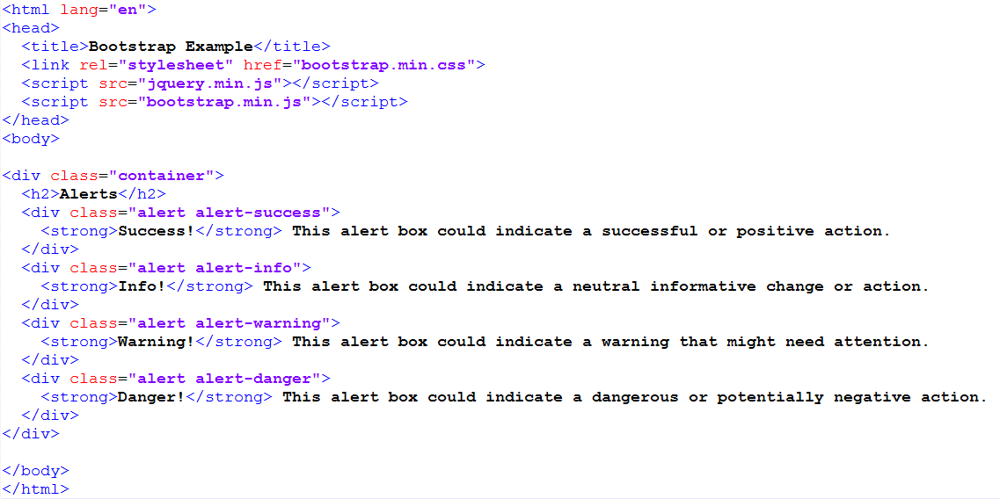 <html lang="en">
<head>
  <title>Bootstrap Example</title>
  <link rel="stylesheet" href="bootstrap.min.css">
  <script src="jquery.min.js"></script>
  <script src="bootstrap.min.js"></script>
</head>
<body>

<div class="container">
  <h2>Alerts</h2>
  <div class="alert alert-success">
    <strong>Success!</strong> This alert box could indicate a successful or positive action.
  </div>
  <div class="alert alert-info">
    <strong>Info!</strong> This alert box could indicate a neutral informative change or action.
  </div>
  <div class="alert alert-warning">
    <strong>Warning!</strong> This alert box could indicate a warning that might need attention.
  </div>
  <div class="alert alert-danger">
    <strong>Danger!</strong> This alert box could indicate a dangerous or potentially negative action.
  </div>
</div>

</body>
</html>